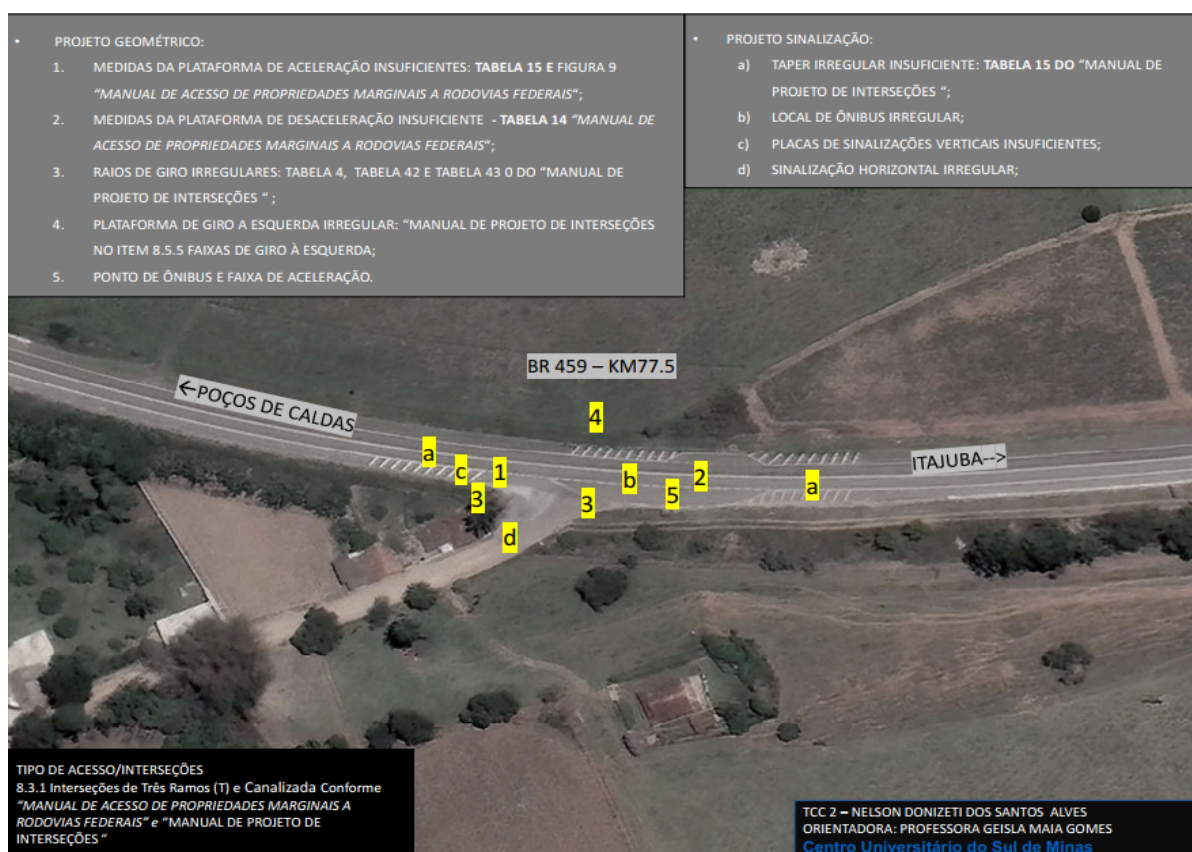 • PROJETO GEOMÉTRICO:
1. MEDIDAS DA PLATAFORMA DE ACELERAÇÃO INSUFICIENTES: TABELA 15 E FIGURA 9
“MANUAL DE ACESSO DE PROPRIEDADES MARGINAIS A RODOVIAS FEDERAIS“;
2. MEDIDAS DA PLATAFORMA DE DESACELERAÇÃO INSUFICIENTE - TABELA 14 “MANUAL DE
ACESSO DE PROPRIEDADES MARGINAIS A RODOVIAS FEDERAIS“;
3. RAIOS DE GIRO IRREGULARES: TABELA 4, TABELA 42 E TABELA 43 0 DO “MANUAL DE
PROJETO DE INTERSEÇÕES “ ;
4. PLATAFORMA DE GIRO A ESQUERDA IRREGULAR: “MANUAL DE PROJETO DE INTERSEÇÕES
NO ITEM 8.5.5 FAIXAS DE GIRO À ESQUERDA;
5. PONTO DE ÔNIBUS E FAIXA DE ACELERAÇÃO.
• PROJETO SINALIZAÇÃO:
a) TAPER IRREGULAR INSUFICIENTE: TABELA 15 DO “MANUAL DE
PROJETO DE INTERSEÇÕES “;
b) LOCAL DE ÔNIBUS IRREGULAR;
c) PLACAS DE SINALIZAÇÕES VERTICAIS INSUFICIENTES;
d) SINALIZAÇÃO HORIZONTAL IRREGULAR;
BR 459 – KM77.5
←POÇOS DE CALDAS
4
a
c
1
b
2
ITAJUBA-->
3
3
5
a
d
TIPO DE ACESSO/INTERSEÇÕES
8.3.1 Interseções de Três Ramos (T) e Canalizada Conforme
“MANUAL DE ACESSO DE PROPRIEDADES MARGINAIS A
RODOVIAS FEDERAIS” e “MANUAL DE PROJETO DE
INTERSEÇÕES “
TCC 2 – NELSON DONIZETI DOS SANTOS ALVES
ORIENTADORA: PROFESSORA GEISLA MAIA GOMES
Centro Universitário do Sul de Minas